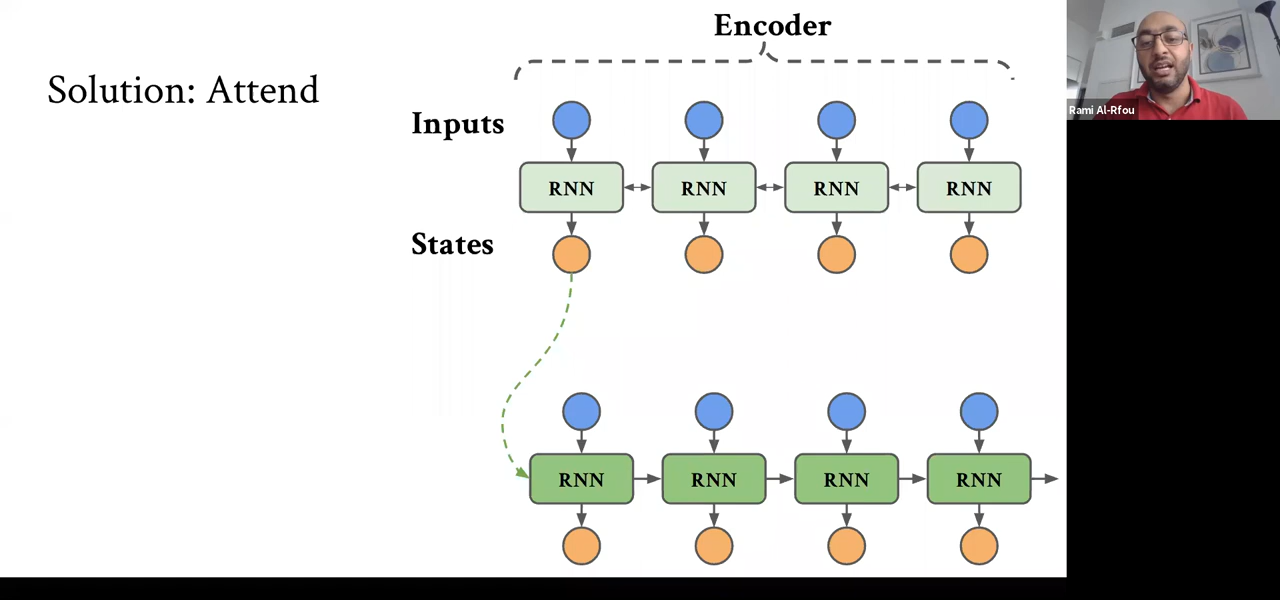 Encoder
Solution: Attend
Inputs
RNN RNN RNN RNN
States
RNN RNN RNN RNN
Rami Al-Rfou